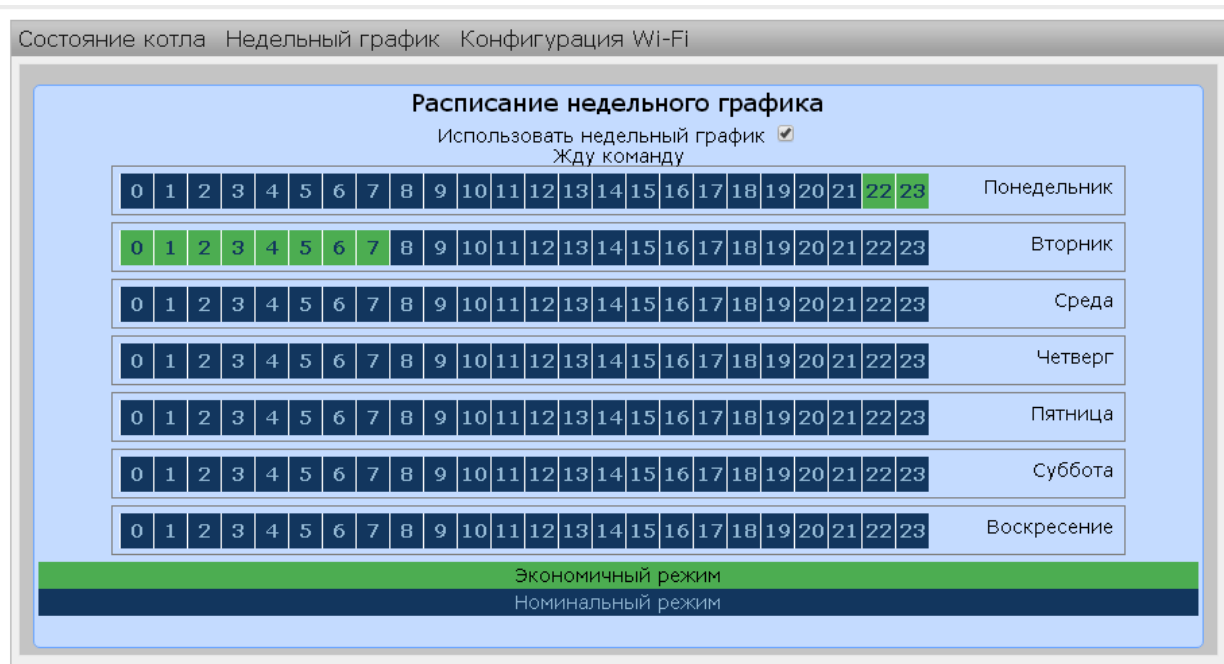 Состояние котла Недельный график Конфигурация Wi-Fi
Расписание недельного графика
Использовать недельный график
Жду команду
0 1 2 3 4 5 6 7 8 9 10 11 12 13 14 15 16 17 18 19 20 21 22 23 Понедельник
0 1 2 3 4 5 6 7 8 9 10 11 12 13 14 15 16 17 18 19 20 21 22 23 Вторник
0 1 2 3 4 5 6 7 8 9 10 11 12 13 14 15 16 17 18 19 20 21 22 23 Среда
0 1 2 3 4 5 6 7 8 9 10 11 12 13 14 15 16 17 18 19 20 21 22 23 Четверг
0 1 2 3 4 5 6 7 8 9 10 11 12 13 14 15 16 17 18 19 20 21 22 23 Пятница
0 1 2 3 4 5 6 7 8 9 10 11 12 13 14 15 16 17 18 19 20 21 22 23 Суббота
0 1 2 3 4 5 6 7 8 9 10 11 12 13 14 15 16 17 18 19 20 21 22 23 Воскресение
Экономичный режим
Номинальный режим